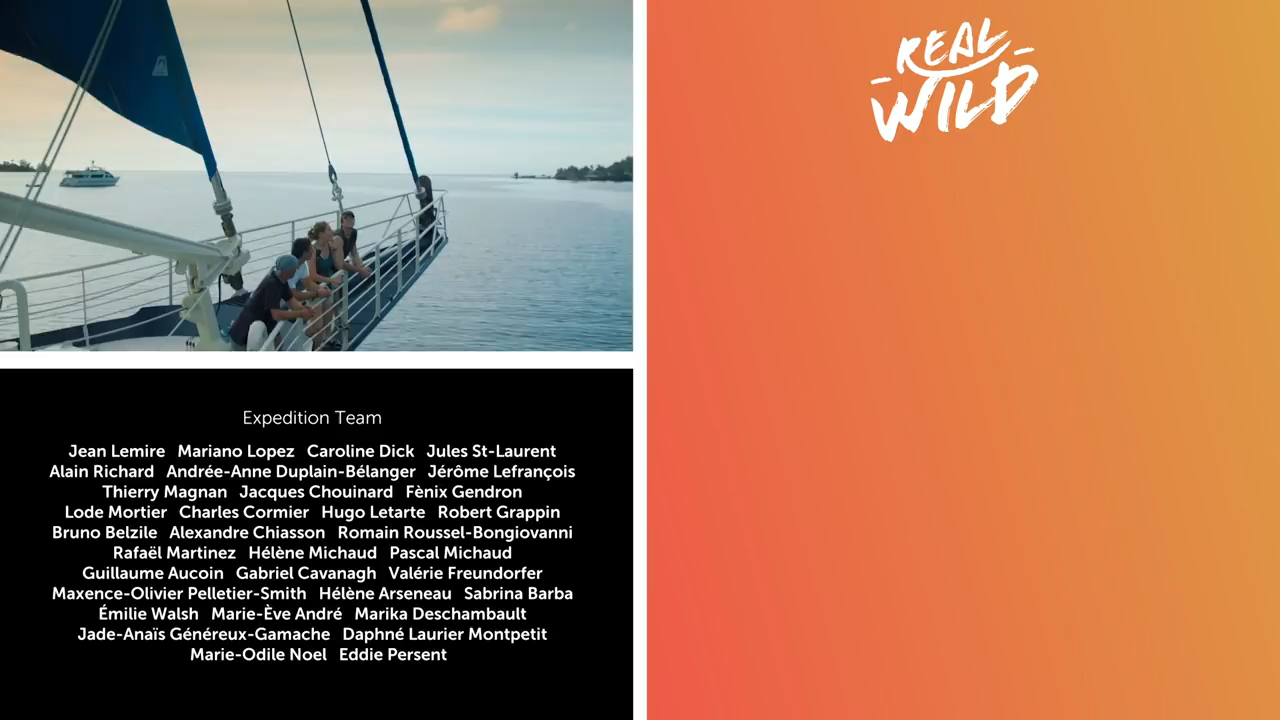 REAL
WILD
Expedition Team
Jean Lemire Mariano Lopez Caroline Dick Jules St-Laurent
Alain Richard Andrée-Anne Duplain-Bélanger Jérôme Lefrançois
Thierry Magnan Jacques Chouinard Fènix Gendron
Lode Mortier Charles Cormier Hugo Letarte Robert Grappin
Bruno Belzile Alexandre Chiasson Romain Roussel-Bongiovanni
Rafaël Martinez Hélène Michaud Pascal Michaud
Guillaume Aucoin Gabriel Cavanagh Valérie Freundorfer
Maxence-Olivier Pelletier-Smith Hélène Arseneau Sabrina Barba
Émilie Walsh Marie-Ève André Marika Deschambault
Jade-Anaïs Généreux-Gamache Daphné Laurier Montpetit
Marie-Odile Noel Eddie Persent